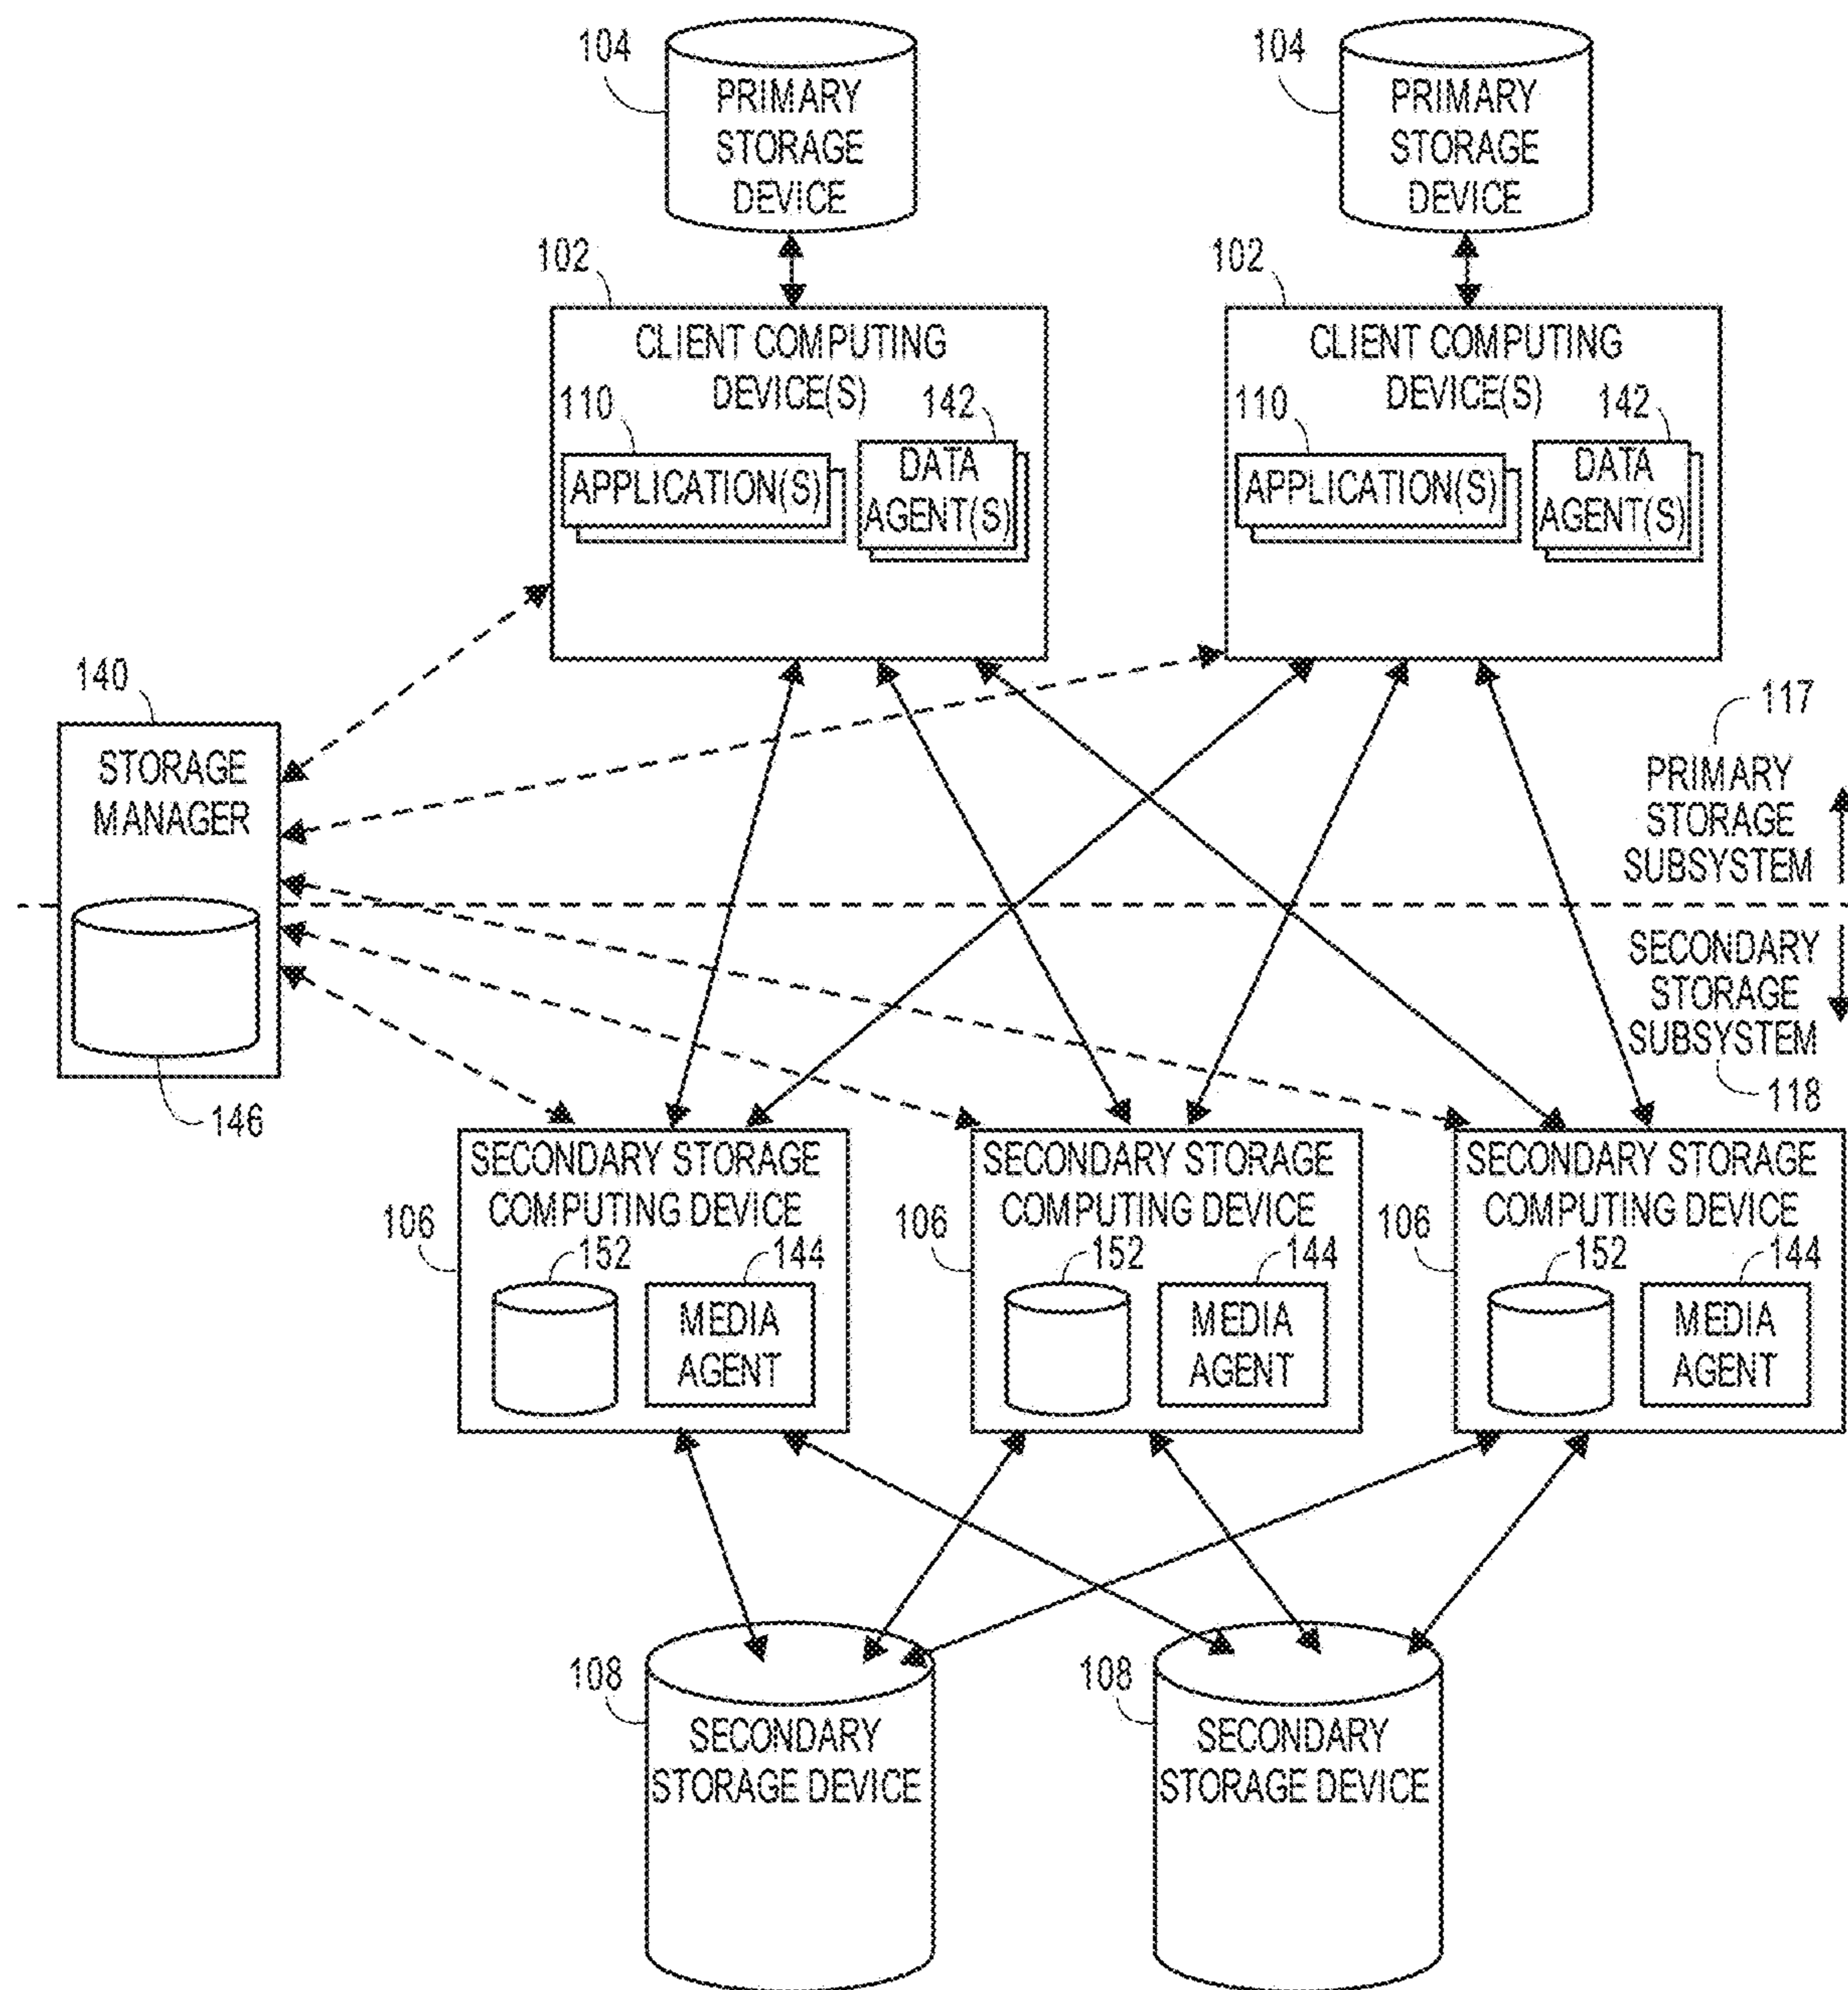 104
PRIMARY
STORAGE
DEVICE
104
PRIMARY
STORAGE
DEVICE
102
CLIENT COMPUTING
DEVICE(S)
110
142
APPLICATION(S)
DATA
AGENT(S)
102
CLIENT COMPUTING
DEVICE(S)
110
142
APPLICATION(S)
DATA
AGENT(S)
140
STORAGE
MANAGER
146
117
PRIMARY
STORAGE
SUBSYSTEM
SECONDARY
STORAGE
SUBSYSTEM
118
106
SECONDARY STORAGE
COMPUTING DEVICE
152
144
MEDIA
AGENT
106
SECONDARY STORAGE
COMPUTING DEVICE
152
144
MEDIA
AGENT
106
SECONDARY STORAGE
COMPUTING DEVICE
152
144
MEDIA
AGENT
108
SECONDARY
STORAGE DEVICE
108
SECONDARY
STORAGE DEVICE